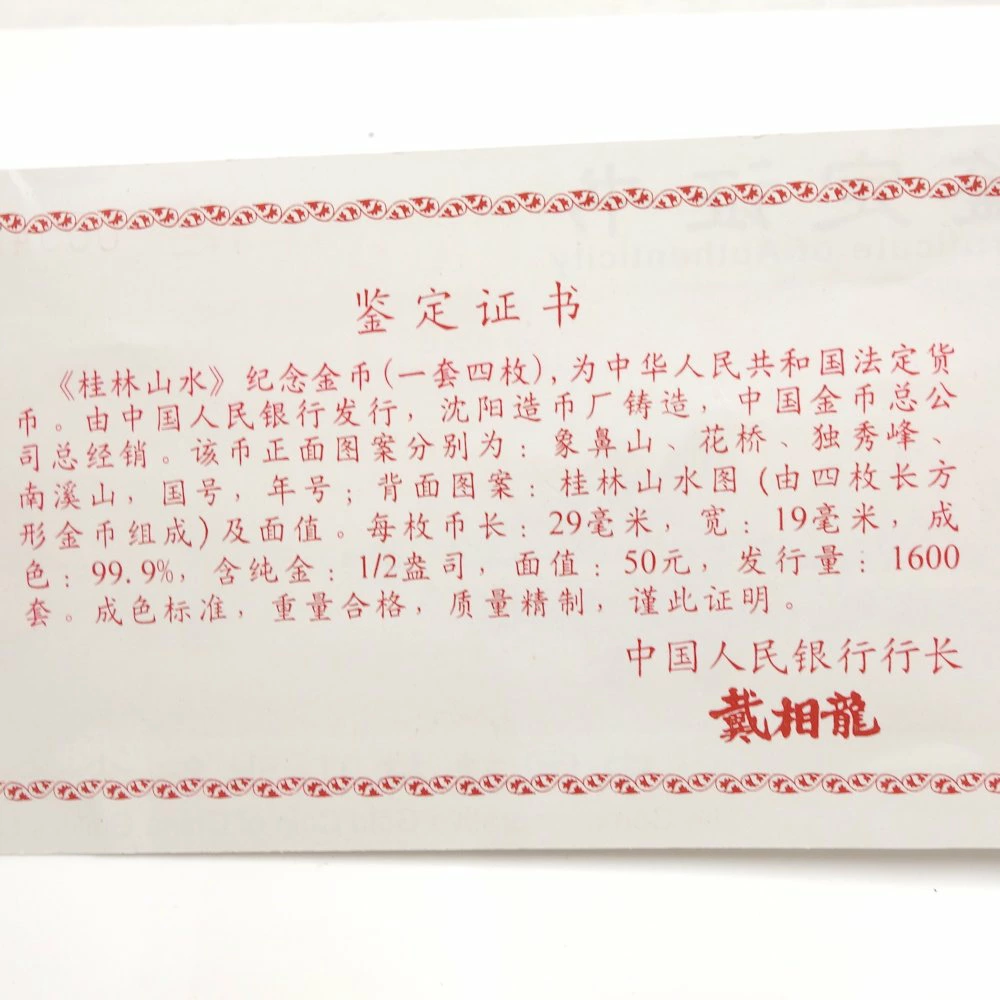 鉴定证书
《桂林山水》纪念金币(一套四枚),为中华人民共和国法定货
币。由中国人民银行发行,沈阳造币厂铸造,中国金币总公
司总经销。该币正面图案分别为:象鼻山、花桥、独秀峰、
南溪山,国号,年号;背面图案:桂林山水图(由四枚长方
形金币组成)及面值。每枚币长:29毫米,宽:19毫米,成
色:99.9%,含纯金:1/2盎司,面值:50元,发行量:1600
套。成色标准,重量合格,质量精制,谨此证明。
中国人民银行行长
戴相龍